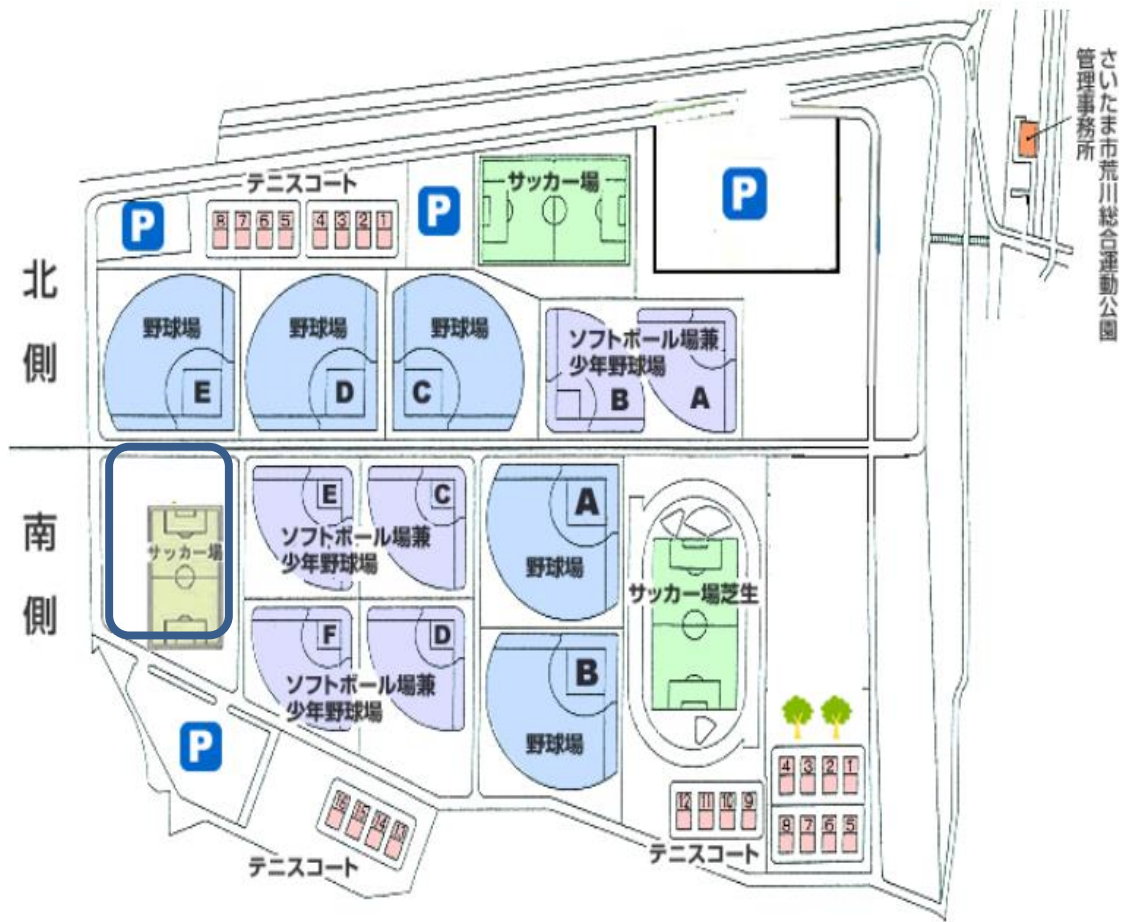 さいたま市荒川総合運動公園
管理事務所
テニスコート
P
P
サッカー場
P
8 7 6 5
4 3 2 1
北側
野球場
E
野球場
D
野球場
C
ソフトボール場兼
少年野球場
B
A
南側
サッカー場
E
C
ソフトボール場兼
少年野球場
F
D
ソフトボール場兼
少年野球場
A
野球場
B
野球場
サッカー場芝生
P
16 15 14 13
テニスコート
12 11 10 9
テニスコート
4 3 2 1
8 7 6 5